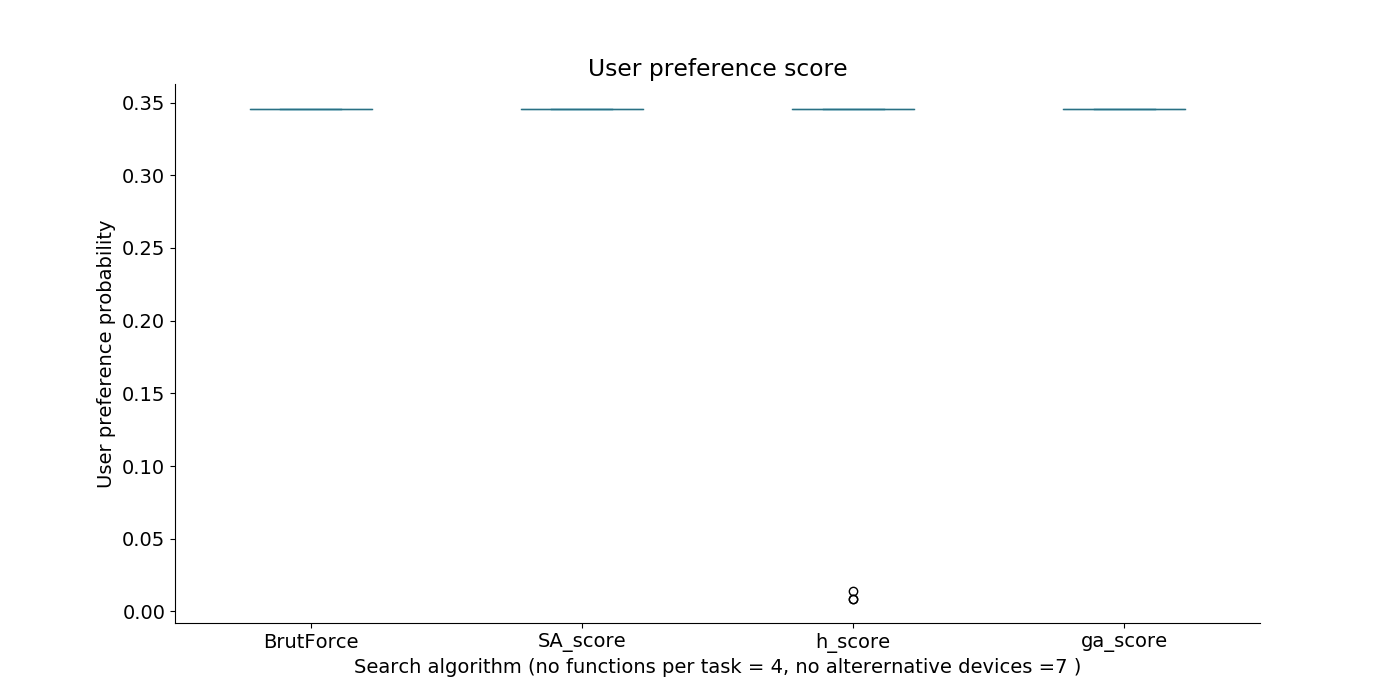 User preference score
User preference probability
0.35
0.30
0.25
0.20
0.15
0.10
0.05
0.00
BrutForce SA_score h_score ga_score
Search algorithm (no functions per task = 4, no alterernative devices =7 )